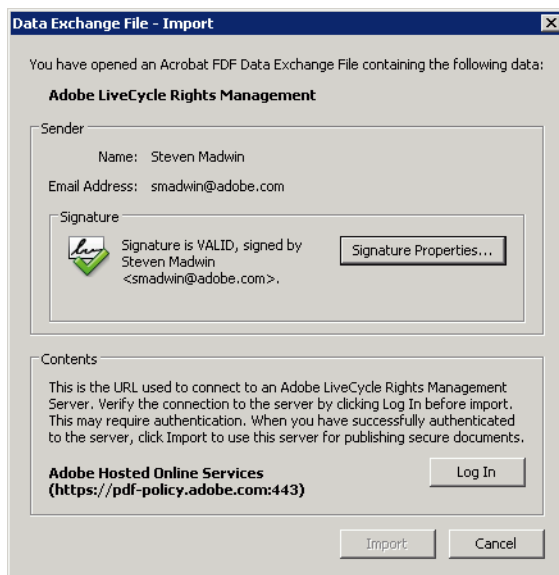 Data Exchange File - Import
You have opened an Acrobat FDF Data Exchange File containing the following data:
Adobe LiveCycle Rights Management
Sender
Name: Steven Madwin
Email Address: smadwin@adobe.com
Signature
Signature is VALID, signed by
Steven Madwin
<smadwin@adobe.com>.
Signature Properties...
Contents
This is the URL used to connect to an Adobe LiveCycle Rights Management
Server. Verify the connection to the server by clicking Log In before import.
This may require authentication. When you have successfully authenticated
to the server, click Import to use this server for publishing secure documents.
Adobe Hosted Online Services
(https://pdf-policy.adobe.com:443)
Log In
Import
Cancel